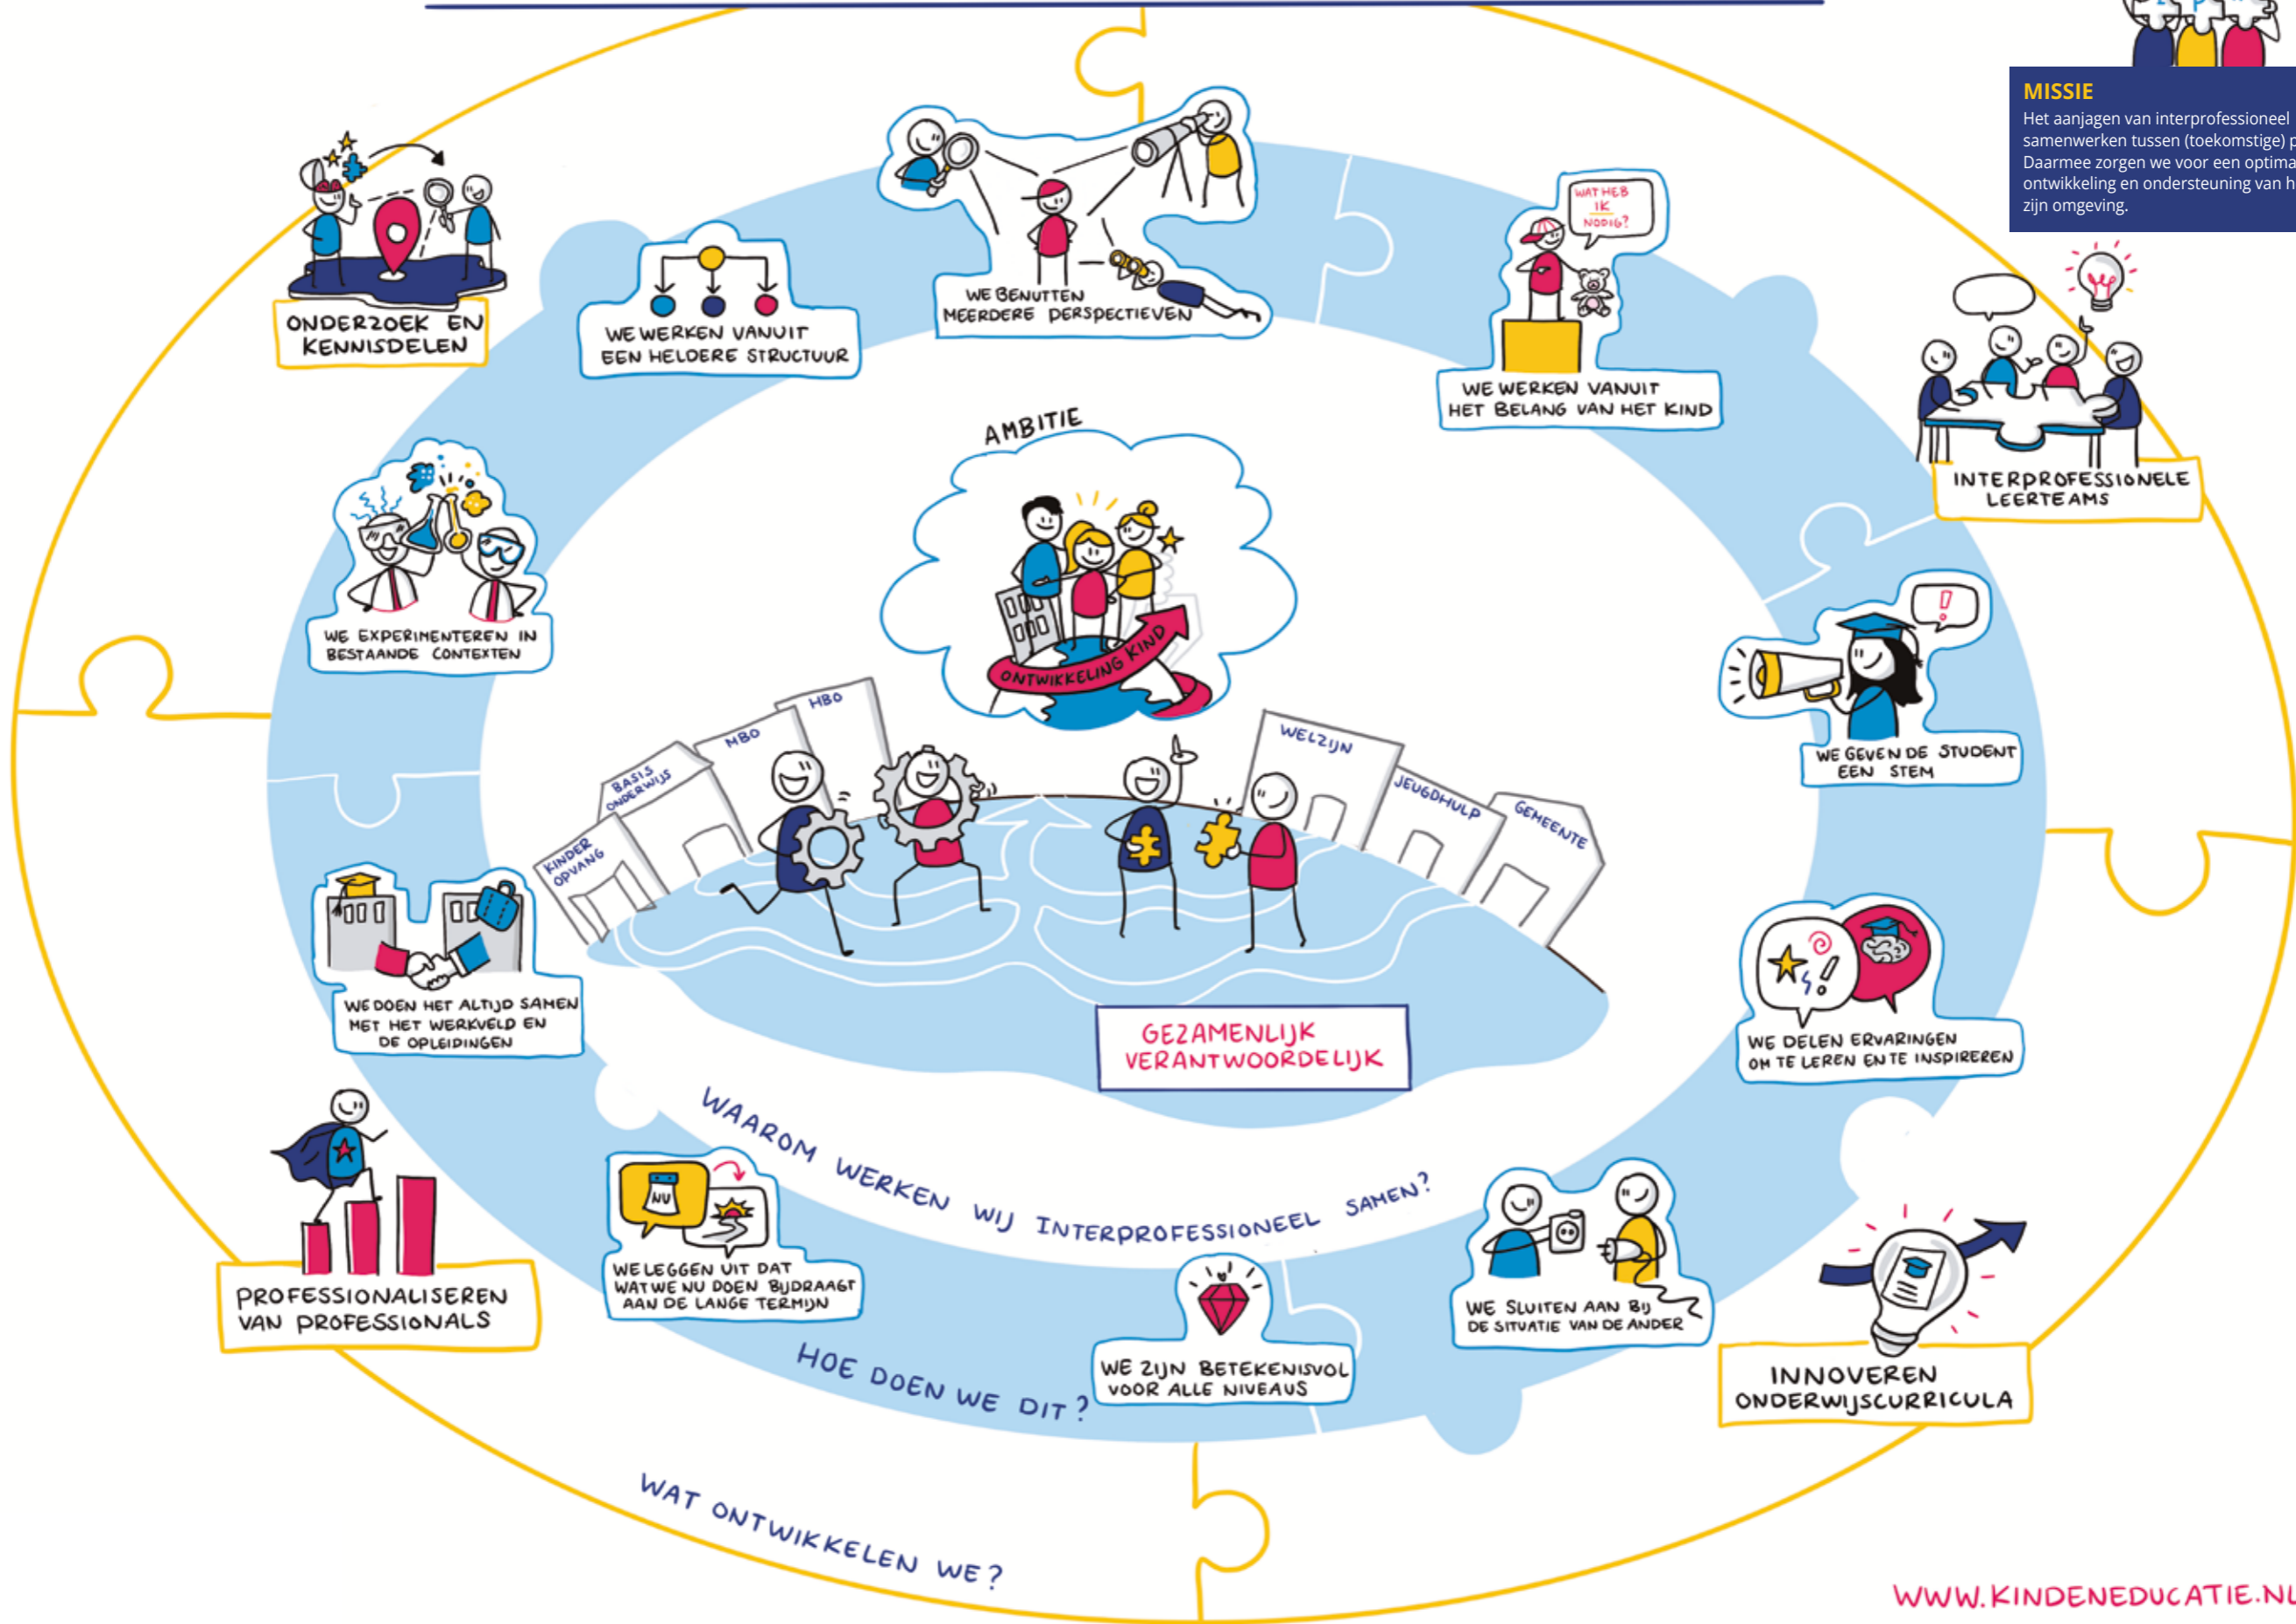 MISSIE
Het aanjagen van interprofessioneel
samenwerken tussen (toekomstige)
Daarmee zorgen we voor een
ontwikkeling en ondersteuning van
zijn omgeving.
ONDERZOEK EN
KENNISDELEN
WE WERKEN VANUIT
EEN HELDERE STRUCTUUR
WE BENUTTEN
MEERDERE PERSPECTIEVEN
WAT HEB
IK
NODIG?
WE WERKEN VANUIT
HET BELANG VAN HET KIND
INTERPROFESSIONELE
LEERTEAMS
AMBITIE
ONTWIKKELING KIND
WE EXPERIMENTEREN IN
BESTAANDE CONTEXTEN
!
WE GEVEN DE STUDENT
EEN STEM
KINDER
OPVANG
BASIS
ONDERWIJS
MBO
HBO
WELZIJN
JEUGDHULP
GEMEENTE
WE DOEN HET ALTIJD SAMEN
MET HET WERKVELD EN
DE OPLEIDINGEN
GEZAMENLIJK
VERANTWOORDELIJK
WE DELEN ERVARINGEN
OM TE LEREN EN TE INSPIREREN
WAAROM WERKEN WIJ INTERPROFESSIONEEL SAMEN?
PROFESSIONALISEREN
VAN PROFESSIONALS
NU
WE LEGGEN UIT DAT
WAT WE NU DOEN BIJDRAAGT
AAN DE LANGE TERMIJN
HOE DOEN WE DIT?
WE ZIJN BETEKENISVOL
VOOR ALLE NIVEAUS
WE SLUITEN AAN BIJ
DE SITUATIE VAN DE ANDER
INNOVEREN
ONDERWIJSCURRICULA
WAT ONTWIKKELEN WE?
WWW.KINDENEDUCATIE.NL